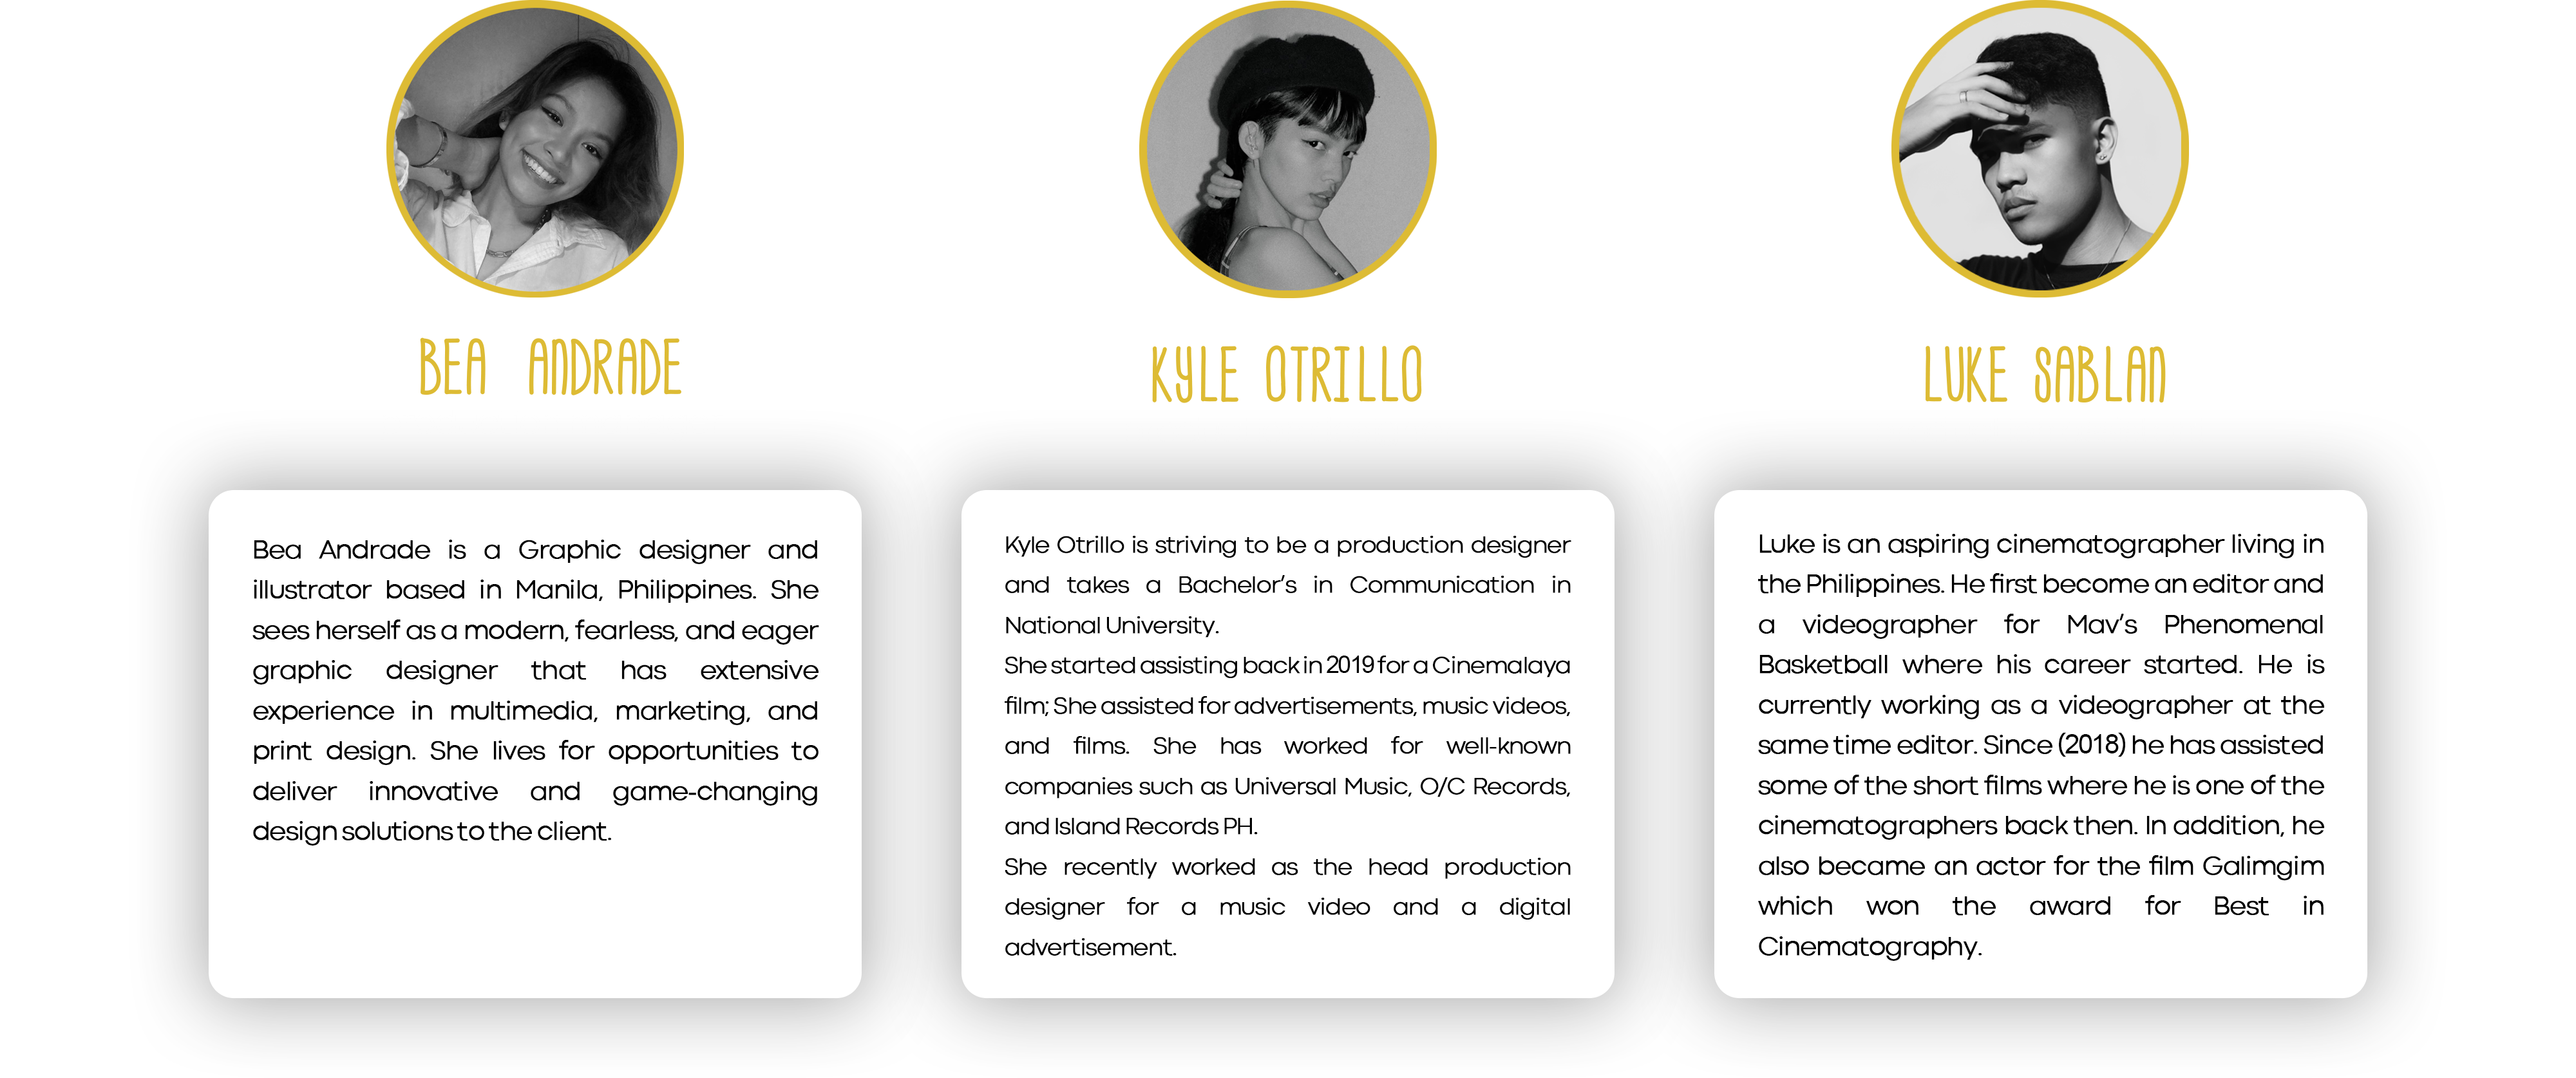 BEA ANDRADE
Bea Andrade is a Graphic designer and
illustrator based in Manila, Philippines. She
sees herself as a modern, fearless, and eager
graphic designer that has extensive
experience in multimedia, marketing, and
print design. She lives for opportunities to
deliver innovative and game-changing
design solutions to the client.
KYLE OTRILLO
Kyle Otrillo is striving to be a production designer
and takes a Bachelor's in Communication in
National University.
She started assisting back in 2019 for a Cinemalaya
film; She assisted for advertisements, music videos,
and films. She has worked for well-known
companies such as Universal Music, O/C Records,
and Island Records PH.
She recently worked as the head production
designer for a music video and a digital
advertisement.
LUKE SABLAN
Luke is an aspiring cinematographer living in
the Philippines. He first become an editor and
a videographer for Mav's Phenomenal
Basketball where his career started. He is
currently working as a videographer at the
same time editor. Since (2018) he has assisted
some of the short films where he is one of the
cinematographers back then. In addition, he
also became an actor for the film Galimgim
which won the award for Best in
Cinematography.